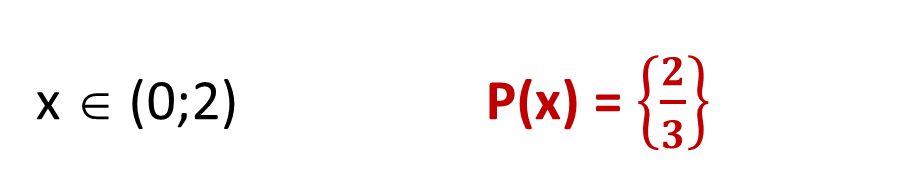 x ∈ (0;2) P(x) = {2/3}